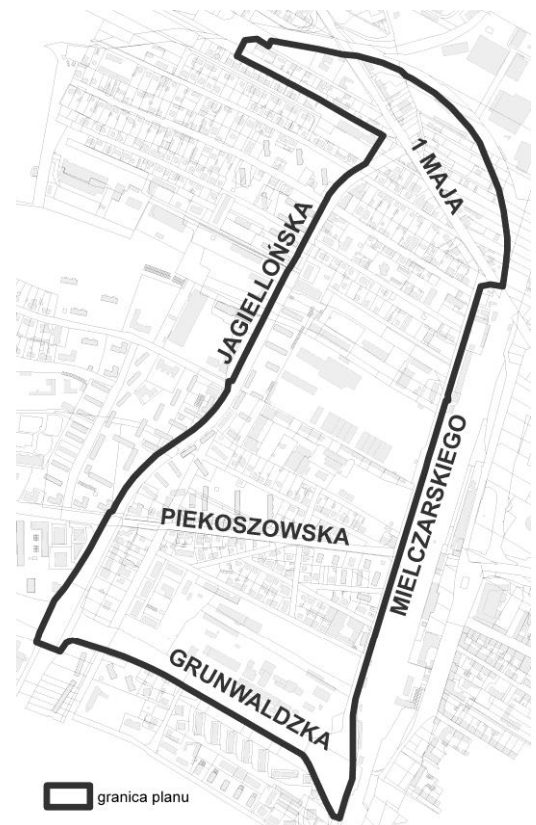 1 MAJA
JAGIELLOŃSKA
MIELCZARSKIEGO
PIEKOSZOWSKA
GRUNWALDZKA
granica planu